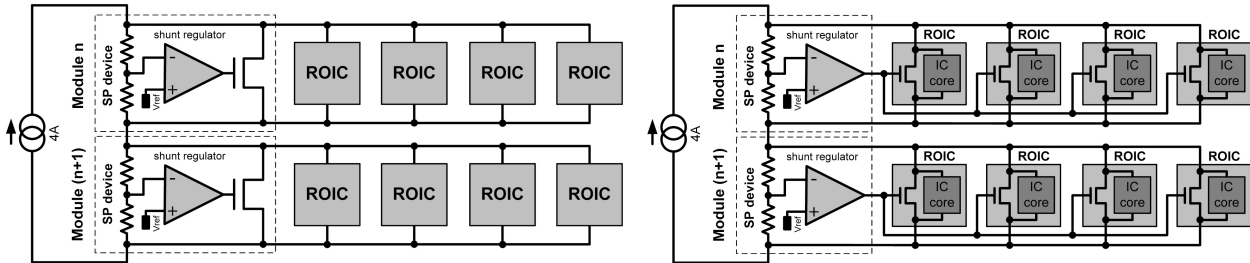 Module n
SP device
shunt regulator
−
+
Vref
ROIC
ROIC
ROIC
ROIC
4A
Module (n+1)
SP device
shunt regulator
−
+
Vref
ROIC
ROIC
ROIC
ROIC
Module n
SP device
shunt regulator
−
+
Vref
ROIC
IC
core
ROIC
IC
core
ROIC
IC
core
ROIC
IC
core
4A
Module (n+1)
SP device
shunt regulator
−
+
Vref
ROIC
IC
core
ROIC
IC
core
ROIC
IC
core
ROIC
IC
core